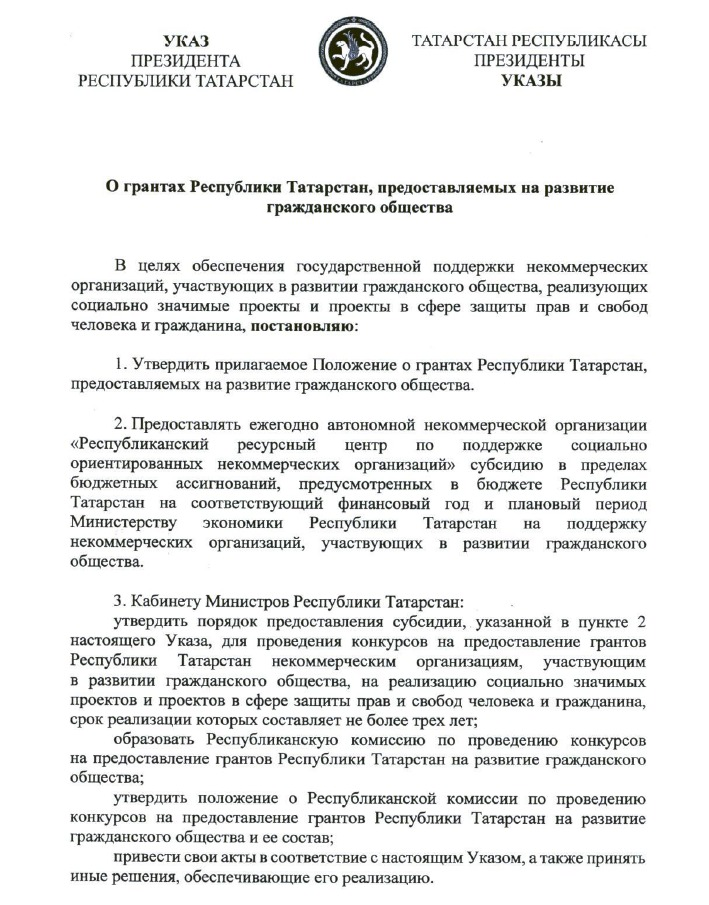 УКАЗ
ПРЕЗИДЕНТА
РЕСПУБЛИКИ ТАТАРСТАН
ТАТАРСТАН РЕСПУБЛИКАСЫ
ПРЕЗИДЕНТЫ
УКАЗЫ
О грантах Республики Татарстан, предоставляемых на развитие
гражданского общества
В целях обеспечения государственной поддержки некоммерческих
организаций, участвующих в развитии гражданского общества, реализующих
социально значимые проекты и проекты в сфере защиты прав и свобод
человека и гражданина, постановляю:
1. Утвердить прилагаемое Положение о грантах Республики Татарстан,
предоставляемых на развитие гражданского общества.
2. Предоставлять ежегодно автономной некоммерческой организации
«Республиканский ресурсный центр по поддержке социально
ориентированных некоммерческих организаций» субсидию в пределах
бюджетных ассигнований, предусмотренных в бюджете Республики
Татарстан на соответствующий финансовый год и плановый период
Министерству экономики Республики Татарстан на поддержку
некоммерческих организаций, участвующих в развитии гражданского
общества.
3. Кабинету Министров Республики Татарстан:
утвердить порядок предоставления субсидии, указанной в пункте 2
настоящего Указа, для проведения конкурсов на предоставление грантов
Республики Татарстан некоммерческим организациям, участвующим
в развитии гражданского общества, на реализацию социально значимых
проектов и проектов в сфере защиты прав и свобод человека и гражданина,
срок реализации которых составляет не более трех лет;
образовать Республиканскую комиссию по проведению конкурсов
на предоставление грантов Республики Татарстан на развитие гражданского
общества;
утвердить положение о Республиканской комиссии по проведению
конкурсов на предоставление грантов Республики Татарстан на развитие
гражданского общества и ее состав;
привести свои акты в соответствие с настоящим Указом, а также принять
иные решения, обеспечивающие его реализацию.